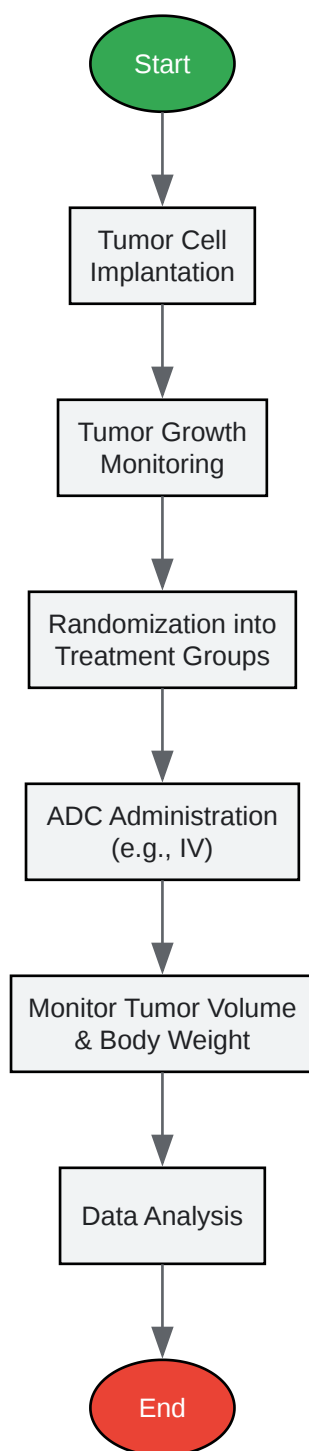 Start
Tumor Cell
Implantation
Tumor Growth
Monitoring
Randomization into
Treatment Groups
ADC Administration
(e.g., IV)
Monitor Tumor Volume
& Body Weight
Data Analysis
End